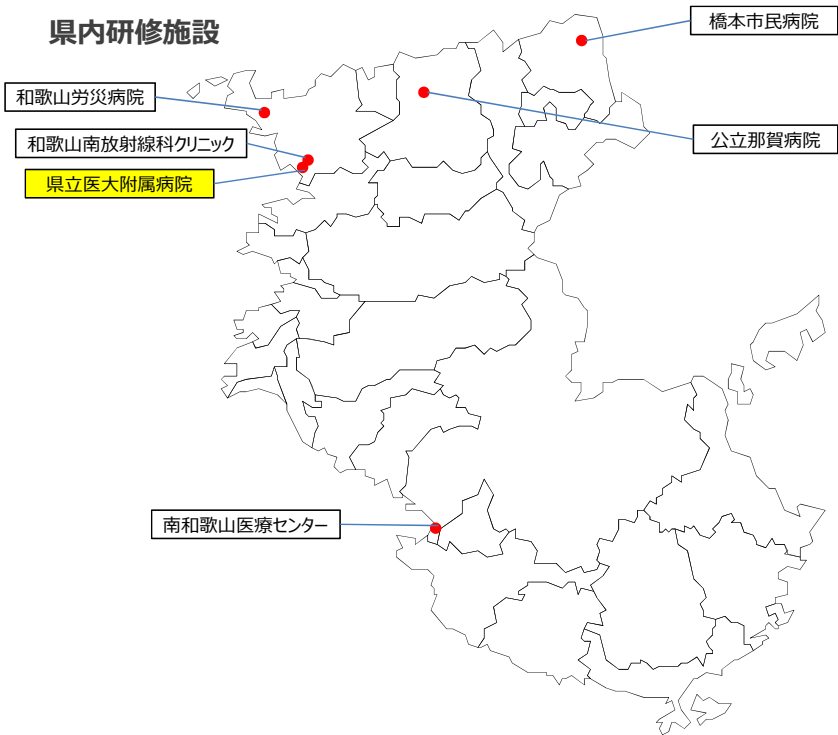 県内研修施設
橋本市民病院
和歌山労災病院
公立那賀病院
和歌山南放射線科クリニック
県立医大附属病院
南和歌山医療センター